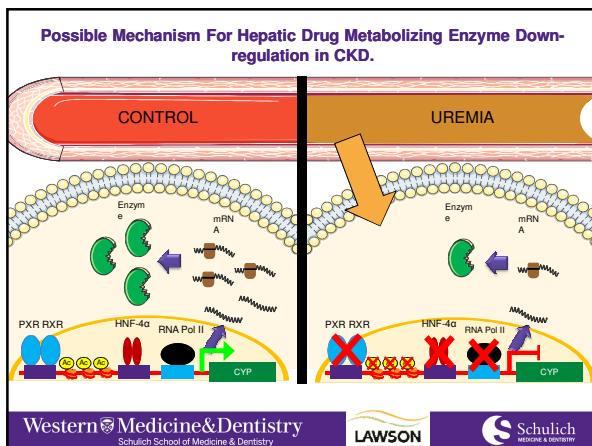 Possible Mechanism For Hepatic Drug Metabolizing Enzyme Down-
regulation in CKD.
CONTROL
UREMIA
Enzym
e
mRN
A
Enzym
e
mRN
A
PXR RXR
HNF-4α
RNA Pol II
Ac Ac Ac
CYP
PXR RXR
HNF-4α
RNA Pol II
CYP
Western Medicine&Dentistry
Schulich School of Medicine & Dentistry
LAWSON
Schulich
MEDICINE & DENTISTRY